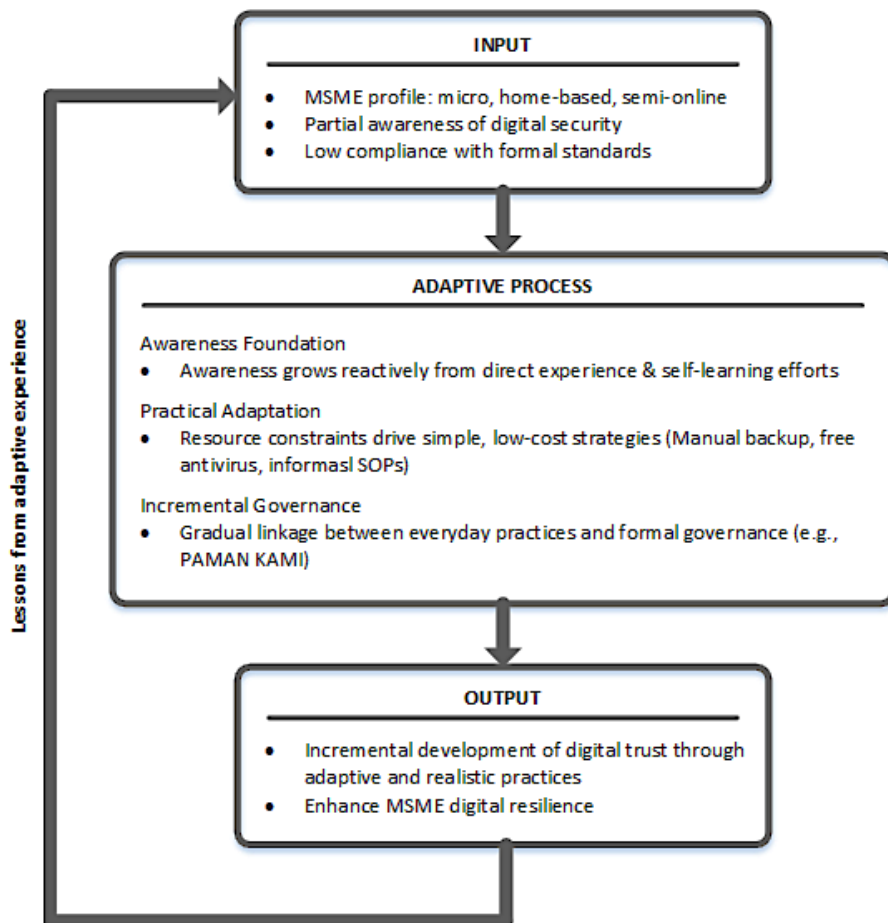 INPUT
• MSME profile: micro, home-based, semi-online
• Partial awareness of digital security
• Low compliance with formal standards
ADAPTIVE PROCESS
Awareness Foundation
• Awareness grows reactively from direct experience & self-learning efforts
Practical Adaptation
• Resource constraints drive simple, low-cost strategies (Manual backup, free
antivirus, informasl SOPs)
Incremental Governance
• Gradual linkage between everyday practices and formal governance (e.g.,
PAMAN KAMI)
OUTPUT
• Incremental development of digital trust through
adaptive and realistic practices
• Enhance MSME digital resilience
Lessons from adaptive experience